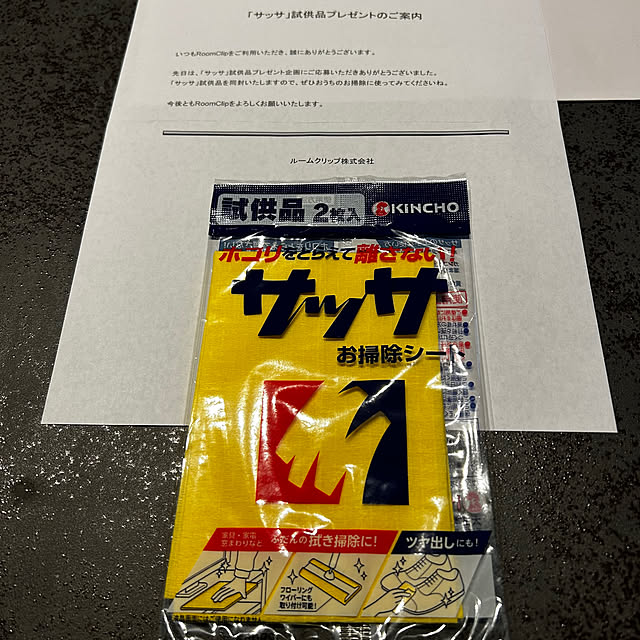 「サッサ」試供品プレゼントのご案内
いつもRoomClipをご利用いただき、誠にありがとうございます。
先日は、「サッサ」試供品プレゼント企画にご応募いただきありがとうございました。
「サッサ」試供品を同封いたしますので、ぜひおうちのお掃除に使ってみてくださいね。
今後ともRoomClipをよろしくお願いいたします。
ルームクリップ株式会社
試供品 2枚入
KINCHO
ホコリをとらえて離さない!
サッサ
お掃除シート
家具・家電
窓まわりなど
ふだんの拭き掃除に!
ツヤ出しにも!
フローリング
ワイパーにも
取り付け可能!